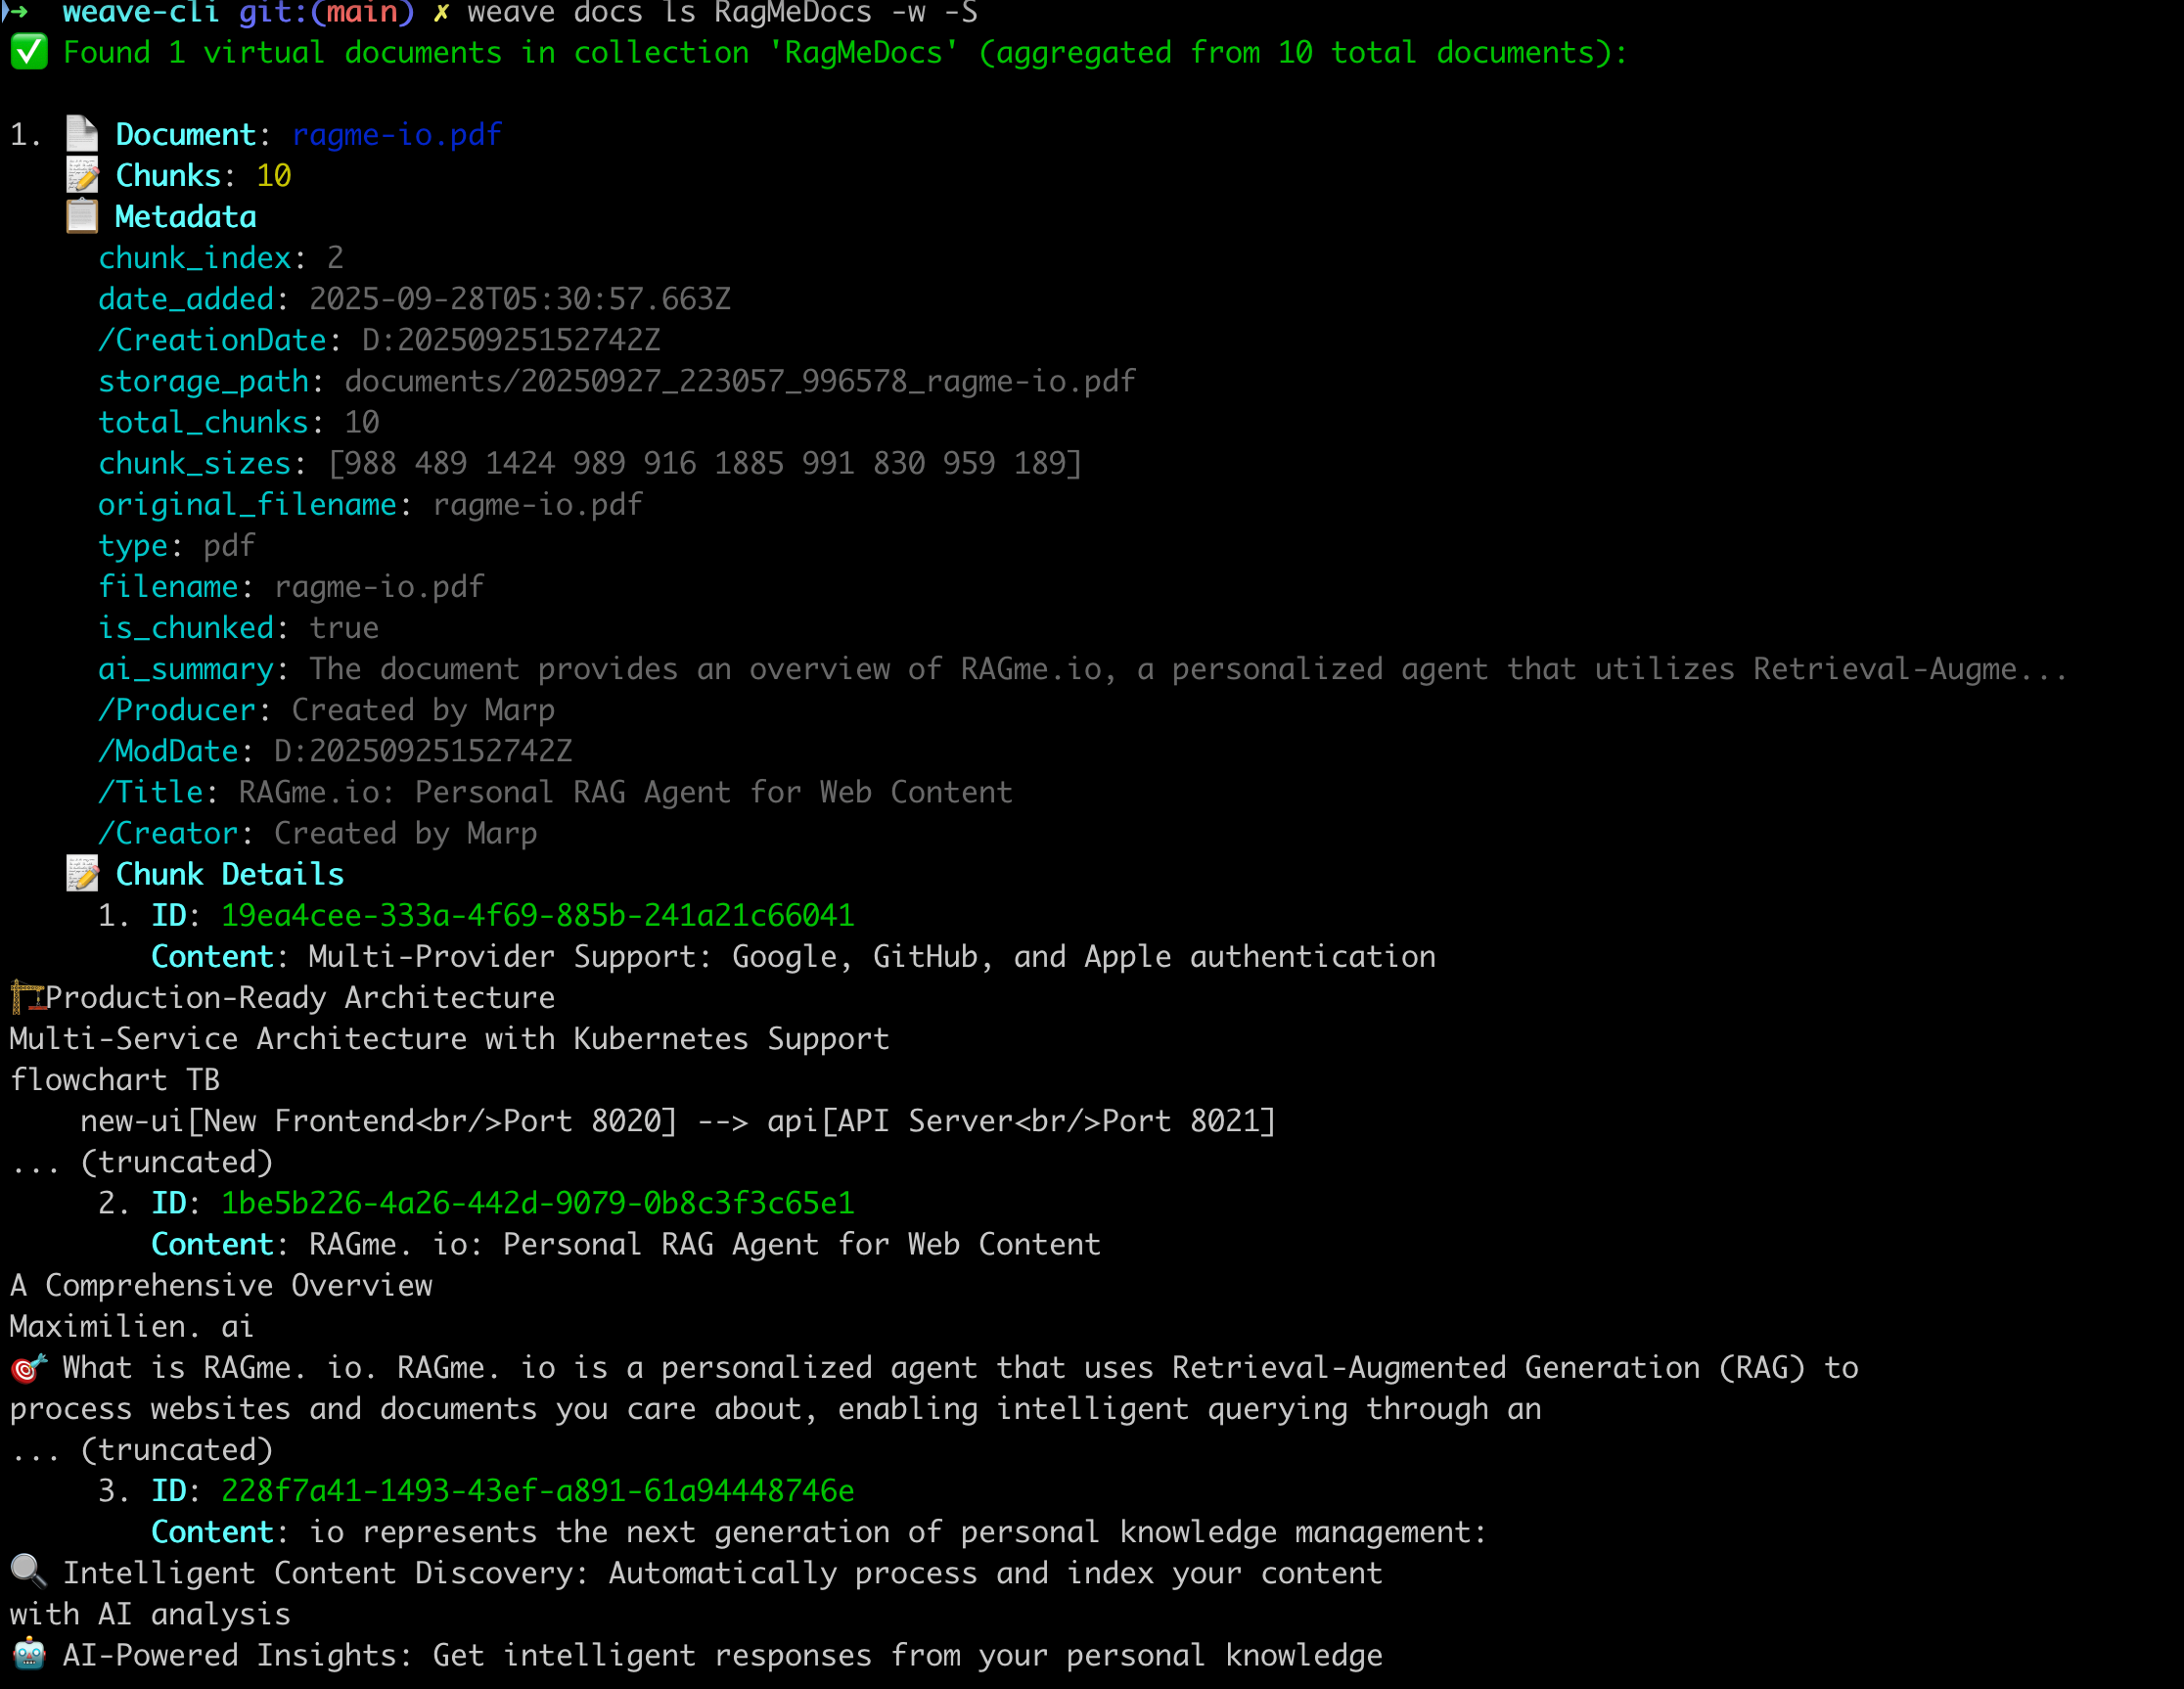 ➜  weave-cli git:(main) ✗ weave docs ls RagMeDocs -w -S
✅ Found 1 virtual documents in collection 'RagMeDocs' (aggregated from 10 total documents):
1. 📄 Document: ragme-io.pdf
📝 Chunks: 10
📋 Metadata
chunk_index: 2
date_added: 2025-09-28T05:30:57.663Z
/CreationDate: D:20250925152742Z
storage_path: documents/20250927_223057_996578_ragme-io.pdf
total_chunks: 10
chunk_sizes: [988 489 1424 989 916 1885 991 830 959 189]
original_filename: ragme-io.pdf
type: pdf
filename: ragme-io.pdf
is_chunked: true
ai_summary: The document provides an overview of RAGme.io, a personalized agent that utilizes Retrieval-Augme...
/Producer: Created by Marp
/ModDate: D:20250925152742Z
/Title: RAGme.io: Personal RAG Agent for Web Content
/Creator: Created by Marp
📝 Chunk Details
1. ID: 19ea4cee-333a-4f69-885b-241a21c66041
Content: Multi-Provider Support: Google, GitHub, and Apple authentication
🏗️Production-Ready Architecture
Multi-Service Architecture with Kubernetes Support
flowchart TB
new-ui[New Frontend<br/>Port 8020] --> api[API Server<br/>Port 8021]
... (truncated)
2. ID: 1be5b226-4a26-442d-9079-0b8c3f3c65e1
Content: RAGme. io: Personal RAG Agent for Web Content
A Comprehensive Overview
Maximilien. ai
🎯 What is RAGme. io. RAGme. io is a personalized agent that uses Retrieval-Augmented Generation (RAG) to
process websites and documents you care about, enabling intelligent querying through an
... (truncated)
3. ID: 228f7a41-1493-43ef-a891-61a94448746e
Content: io represents the next generation of personal knowledge management:
🔍 Intelligent Content Discovery: Automatically process and index your content
with AI analysis
🤖 AI-Powered Insights: Get intelligent responses from your personal knowledge